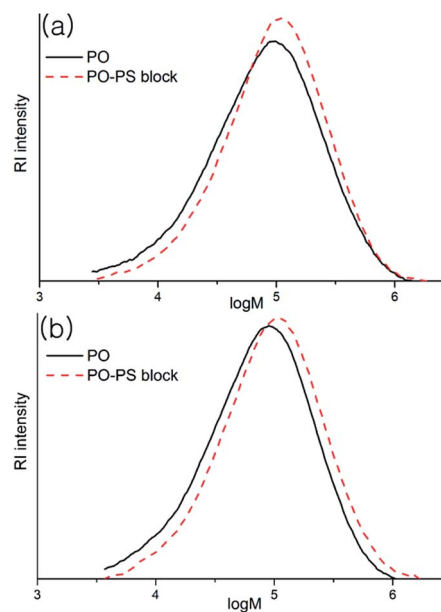 (a)
PO
PO-PS block
RI intensity
3 4 5 6
logM
(b)
PO
PO-PS block
RI intensity
3 4 5 6
logM